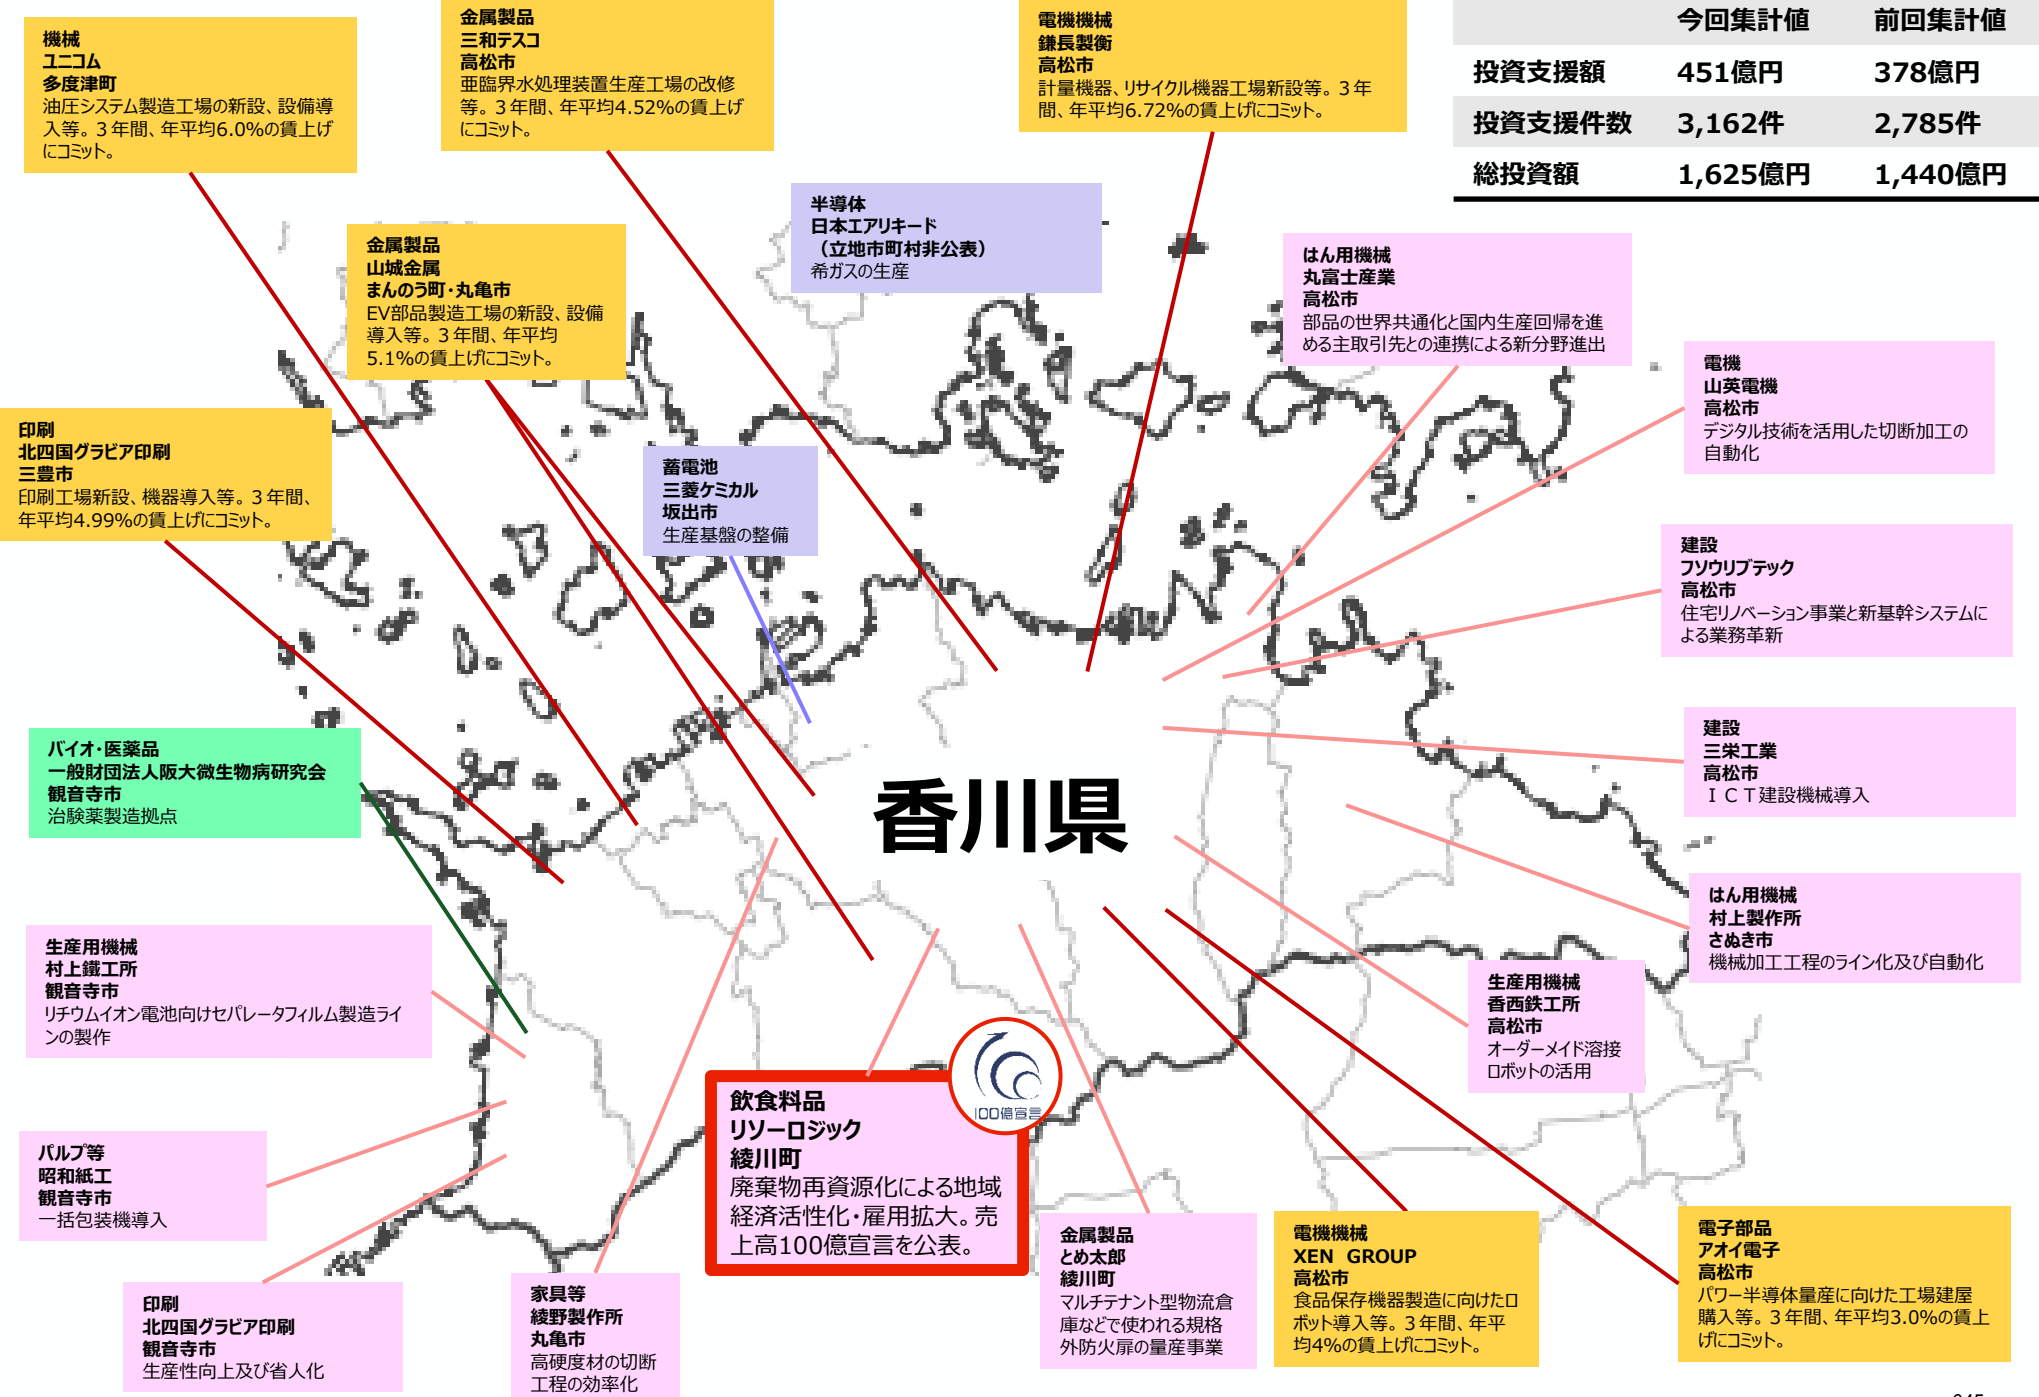 機械
ユニコム
多度津町
油圧システム製造工場の新設、設備導
入等。３年間、年平均6.0%の賃上げ
にコミット。
金属製品
三和テスコ
高松市
亜臨界水処理装置生産工場の改修
等。３年間、年平均4.52%の賃上げ
にコミット。
電機機械
鎌長製衡
高松市
計量機器、リサイクル機器工場新設等。３年
間、年平均6.72%の賃上げにコミット。
今回集計値 前回集計値
投資支援額 451億円 378億円
投資支援件数 3,162件 2,785件
総投資額 1,625億円 1,440億円
半導体
日本エアリキード
（立地市町村非公表）
希ガスの生産
金属製品
山城金属
まんのう町・丸亀市
EV部品製造工場の新設、設備
導入等。３年間、年平均
5.1%の賃上げにコミット。
はん用機械
丸富士産業
高松市
部品の世界共通化と国内生産回帰を進
める主取引先との連携による新分野進出
電機
山英電機
高松市
デジタル技術を活用した切断加工の
自動化
印刷
北四国グラビア印刷
三豊市
印刷工場新設、機器導入等。３年間、
年平均4.99%の賃上げにコミット。
蓄電池
三菱ケミカル
坂出市
生産基盤の整備
建設
フソウリブテック
高松市
住宅リノベーション事業と新基幹システムに
よる業務革新
バイオ・医薬品
一般財団法人阪大微生物病研究会
観音寺市
治験薬製造拠点
建設
三栄工業
高松市
ＩＣＴ建設機械導入
香川県
はん用機械
村上製作所
さぬき市
機械加工工程のライン化及び自動化
生産用機械
村上鐵工所
観音寺市
リチウムイオン電池向けセパレータフィルム製造ライ
ンの製作
生産用機械
香西鉄工所
高松市
オーダーメイド溶接
ロボットの活用
100億宣言
飲食料品
リソーロジック
綾川町
廃棄物再資源化による地域
経済活性化・雇用拡大。売
上高100億宣言を公表。
パルプ等
昭和紙工
観音寺市
一括包装機導入
金属製品
とめ太郎
綾川町
マルチテナント型物流倉
庫などで使われる規格
外防火扉の量産事業
電機機械
XEN GROUP
高松市
食品保存機器製造に向けたロ
ボット導入等。３年間、年平
均4%の賃上げにコミット。
電子部品
アオイ電子
高松市
パワー半導体量産に向けた工場建屋
購入等。３年間、年平均3.0%の賃上
げにコミット。
印刷
北四国グラビア印刷
観音寺市
生産性向上及び省人化
家具等
綾野製作所
丸亀市
高硬度材の切断
工程の効率化